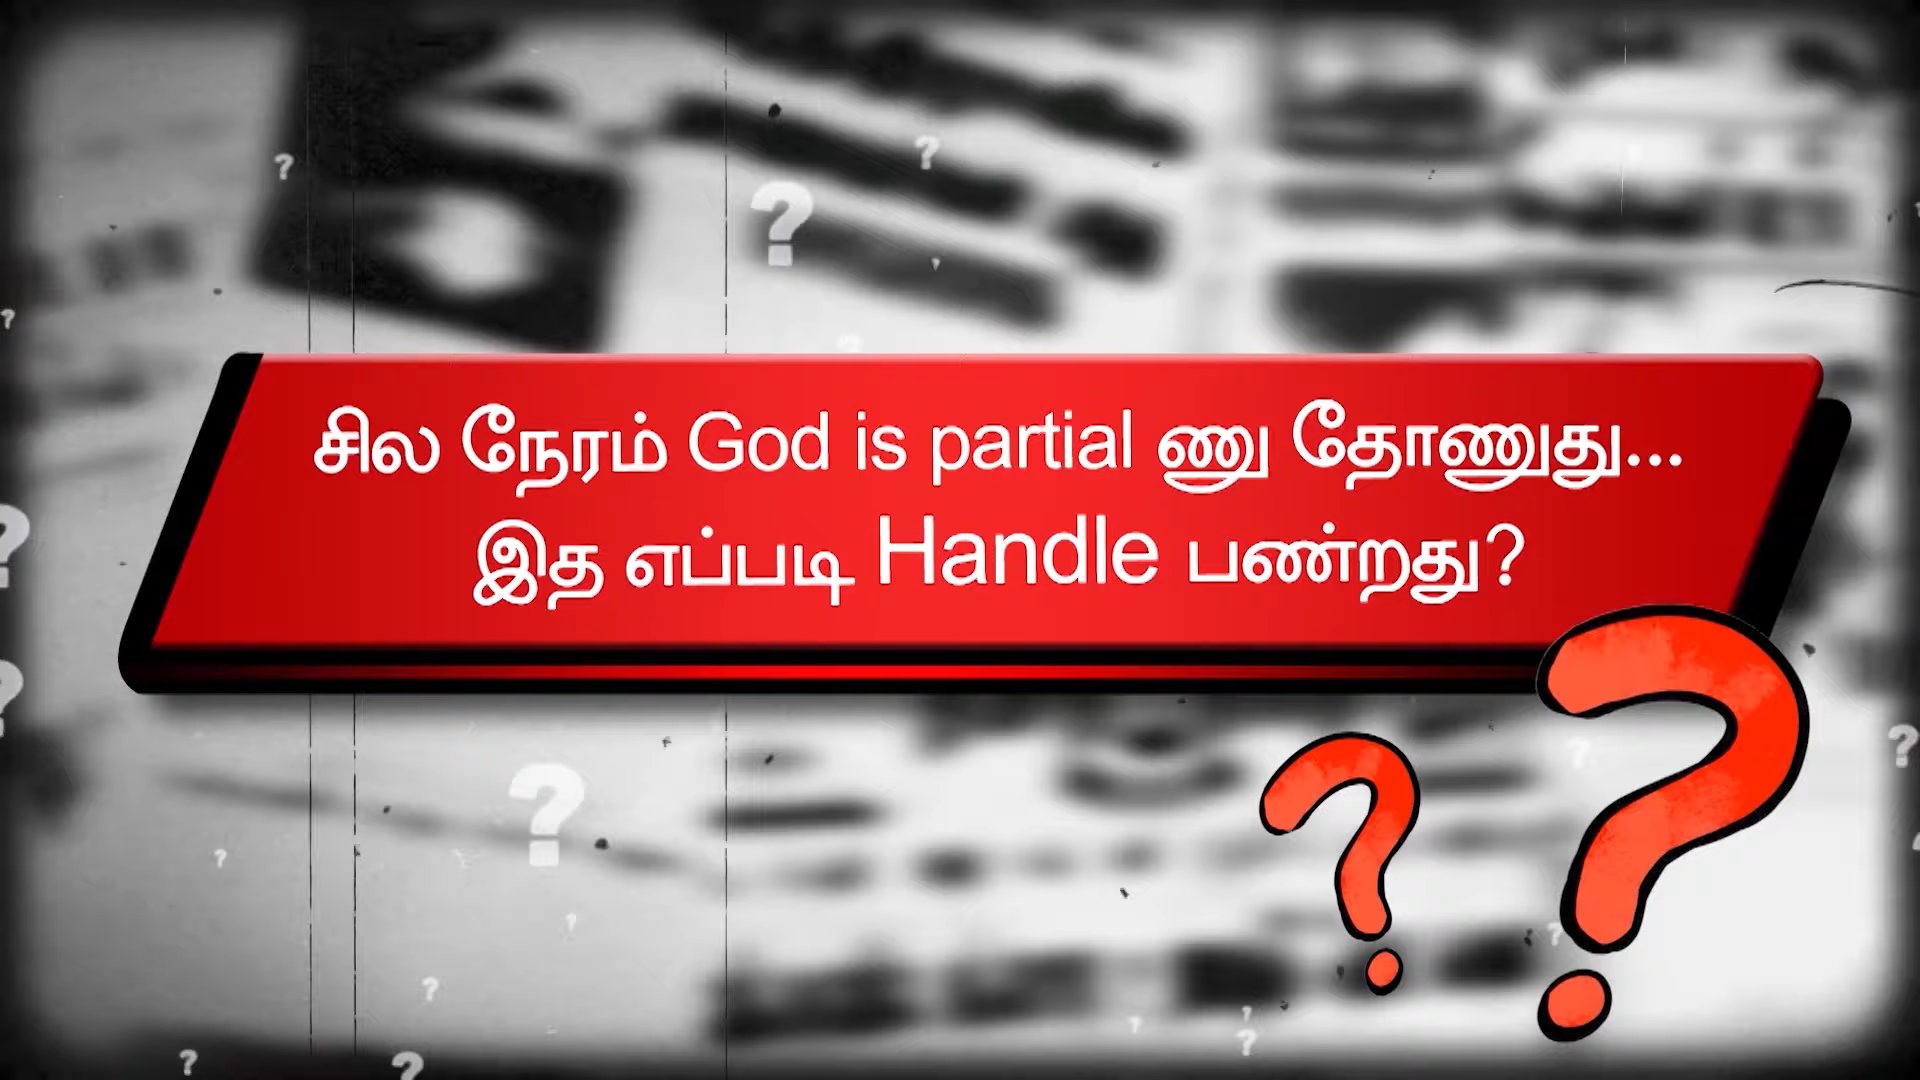 சில நேரம் God is partial ணு தோணுது...
இத எப்படி Handle பண்றது?